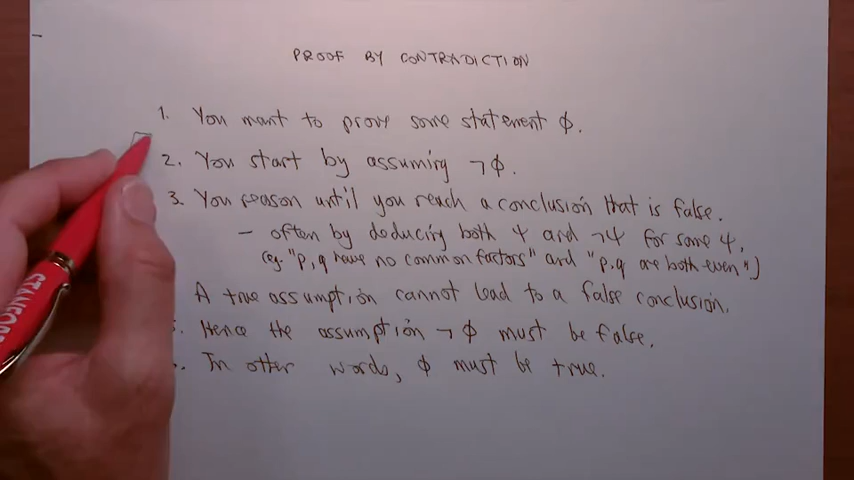 PROOF BY CONTRADICTION
1. You want to prove some statement φ.
2. You start by assuming ¬φ.
3. You reason until you reach a conclusion that is false.
– often by deducing both ψ and ¬ψ for some ψ.
(eg. "p,q have no common factors" and "p,q are both even")
A true assumption cannot lead to a false conclusion.
Hence the assumption ¬φ must be false.
In other words, φ must be true.
STANFOR